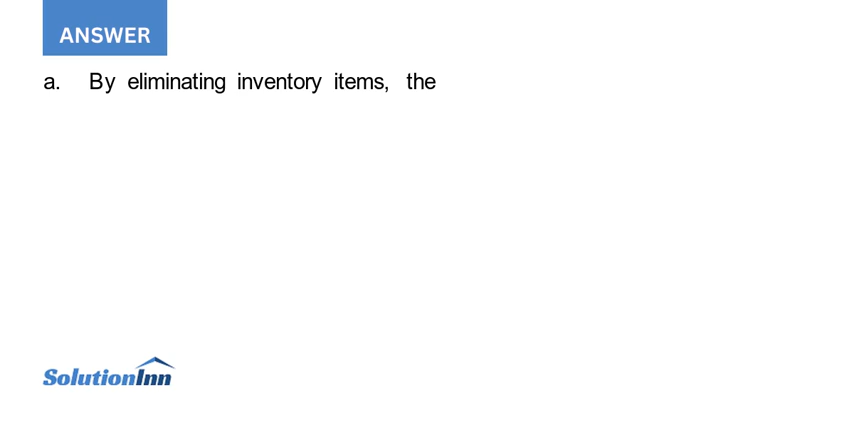 ANSWER
a. By eliminating inventory items, the
SolutionInn